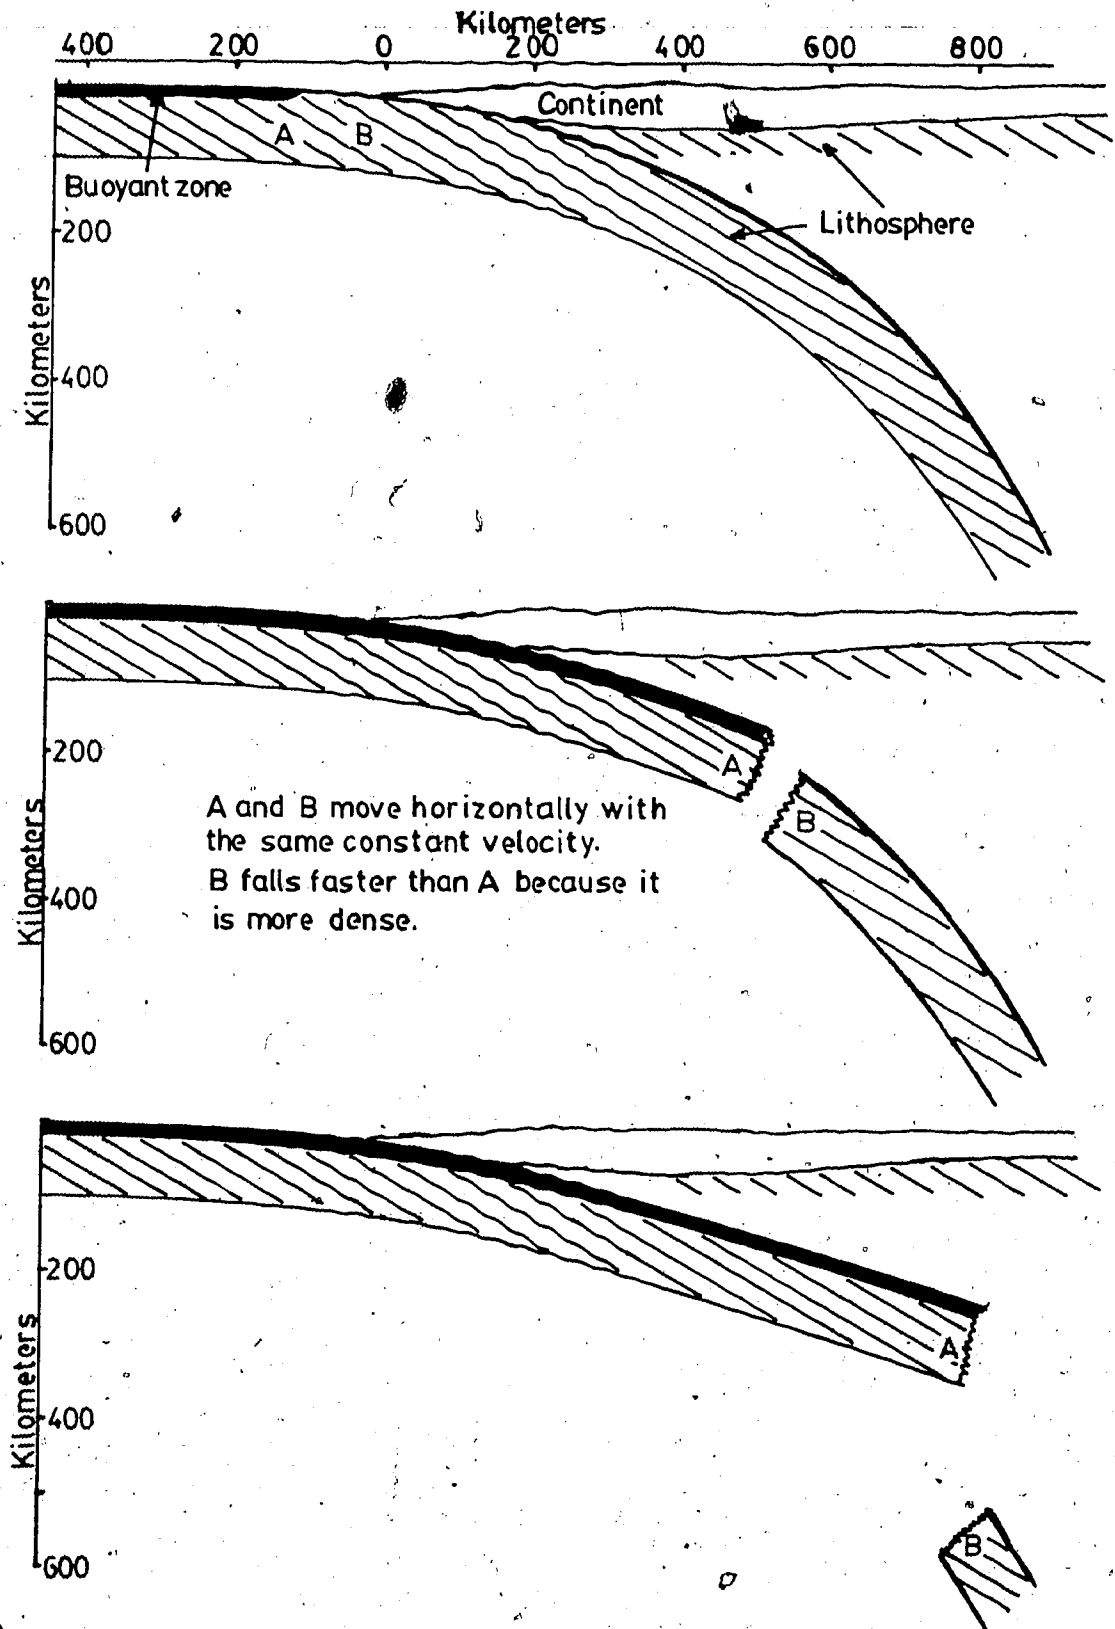 Kilometers
400 200 0 200 400 600 800
Continent
A B
Buoyant zone
Lithosphere
200
400
600
Kilometers
A
B
200
400
600
Kilometers
A and B move horizontally with
the same constant velocity.
B falls faster than A because it
is more dense.
A
B
200
400
600
Kilometers